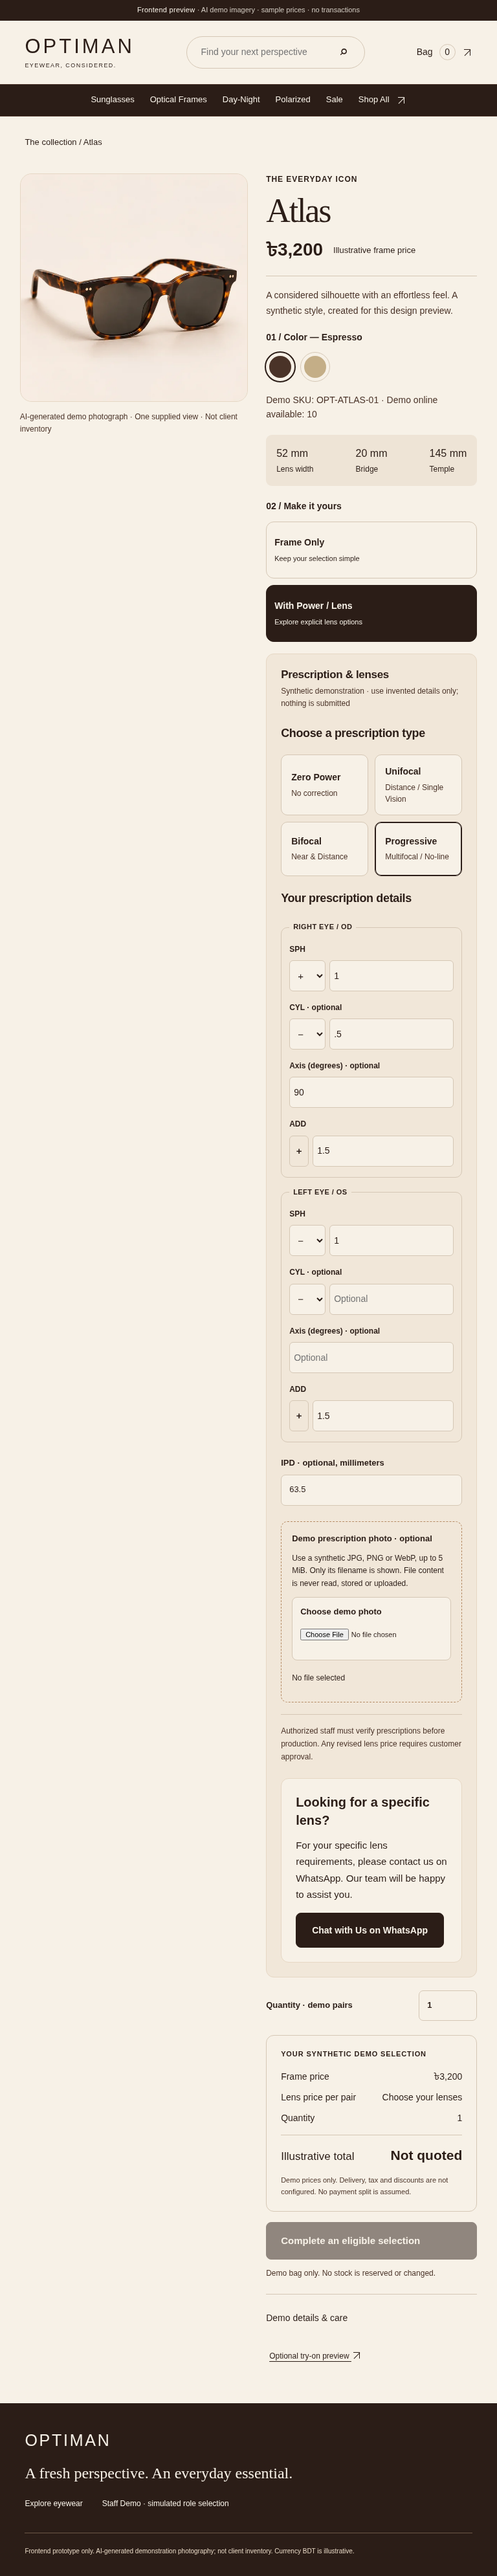 Frontend preview · AI demo imagery · sample prices · no transactions
OPTIMAN
EYEWEAR, CONSIDERED.
Find your next perspective
Bag 0
Sunglasses Optical Frames Day-Night Polarized Sale Shop All
The collection / Atlas
AI-generated demo photograph · One supplied view · Not client
inventory
THE EVERYDAY ICON
Atlas
৳3,200 Illustrative frame price
A considered silhouette with an effortless feel. A
synthetic style, created for this design preview.
01 / Color — Espresso
Demo SKU: OPT-ATLAS-01 · Demo online
available: 10
52 mm 20 mm 145 mm
Lens width Bridge Temple
02 / Make it yours
Frame Only
Keep your selection simple
With Power / Lens
Explore explicit lens options
Prescription & lenses
Synthetic demonstration · use invented details only;
nothing is submitted
Choose a prescription type
Zero Power
No correction
Unifocal
Distance / Single
Vision
Bifocal
Near & Distance
Progressive
Multifocal / No-line
Your prescription details
RIGHT EYE / OD
SPH
+ 1
CYL · optional
− .5
Axis (degrees) · optional
90
ADD
+ 1.5
LEFT EYE / OS
SPH
− 1
CYL · optional
− Optional
Axis (degrees) · optional
Optional
ADD
+ 1.5
IPD · optional, millimeters
63.5
Demo prescription photo · optional
Use a synthetic JPG, PNG or WebP, up to 5
MiB. Only its filename is shown. File content
is never read, stored or uploaded.
Choose demo photo
Choose File No file chosen
No file selected
Authorized staff must verify prescriptions before
production. Any revised lens price requires customer
approval.
Looking for a specific
lens?
For your specific lens
requirements, please contact us on
WhatsApp. Our team will be happy
to assist you.
Chat with Us on WhatsApp
Quantity · demo pairs 1
YOUR SYNTHETIC DEMO SELECTION
Frame price ৳3,200
Lens price per pair Choose your lenses
Quantity 1
Illustrative total Not quoted
Demo prices only. Delivery, tax and discounts are not
configured. No payment split is assumed.
Complete an eligible selection
Demo bag only. No stock is reserved or changed.
Demo details & care
Optional try-on preview
OPTIMAN
A fresh perspective. An everyday essential.
Explore eyewear Staff Demo · simulated role selection
Frontend prototype only. AI-generated demonstration photography; not client inventory. Currency BDT is illustrative.